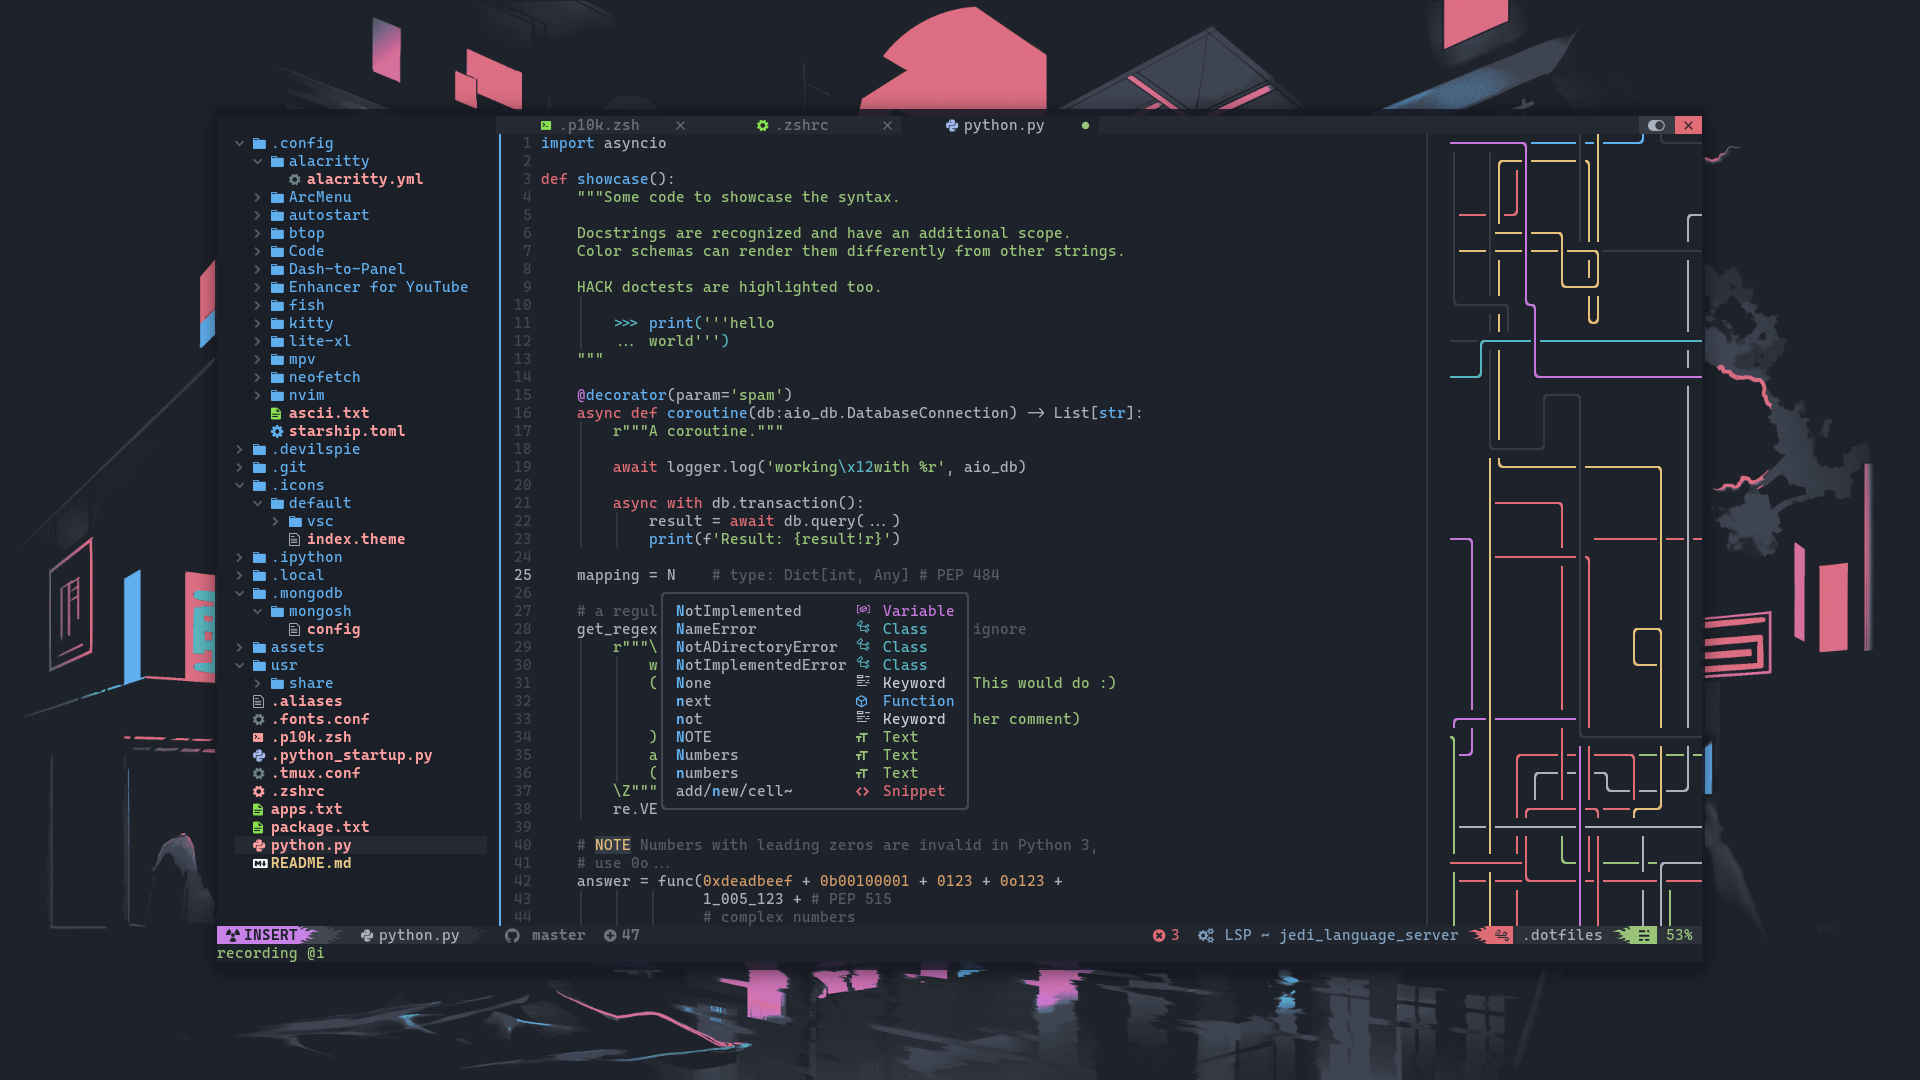 .config
alacritty
alacritty.yml
ArcMenu
autostart
btop
Code
Dash-to-Panel
Enhancer for YouTube
fish
kitty
lite-xl
mpv
neofetch
nvim
ascii.txt
starship.toml
.devilspie
.git
.icons
default
vsc
index.theme
.ipython
.local
.mongodb
mongosh
config
assets
usr
share
.aliases
.fonts.conf
.p10k.zsh
.python_startup.py
.tmux.conf
.zshrc
apps.txt
package.txt
python.py
README.md
.p10k.zsh × .zshrc × python.py
1 import asyncio
2
3 def showcase():
4 """Some code to showcase the syntax.
5
6 Docstrings are recognized and have an additional scope.
7 Color schemas can render them differently from other strings.
8
9 HACK doctests are highlighted too.
10
11 >>> print('''hello
12 ... world''')
13 """
14
15 @decorator(param='spam')
16 async def coroutine(db:aio_db.DatabaseConnection) -> List[str]:
17 r"""A coroutine."""
18
19 await logger.log('working\x12with %r', aio_db)
20
21 async with db.transaction():
22 result = await db.query(...)
23 print(f'Result: {result!r}')
24
25 mapping = N # type: Dict[int, Any] # PEP 484
26
27 # a regul
28 get_regex ignore
29 r"""\
30 w
31 ( This would do :)
32
33 her comment)
34 )
35 a
36 (
37 \Z"""
38 re.VE
39
40 # NOTE Numbers with leading zeros are invalid in Python 3,
41 # use 0o...
42 answer = func(0xdeadbeef + 0b00100001 + 0123 + 0o123 +
43 1_005_123 + # PEP 515
44 # complex numbers
NotImplemented Variable
NameError Class
NotADirectoryError Class
NotImplementedError Class
None Keyword
next Function
not Keyword
NOTE Text
Numbers Text
numbers Text
add/new/cell~ Snippet
INSERT python.py master 47 3 LSP ~ jedi_language_server .dotfiles 53%
recording @i